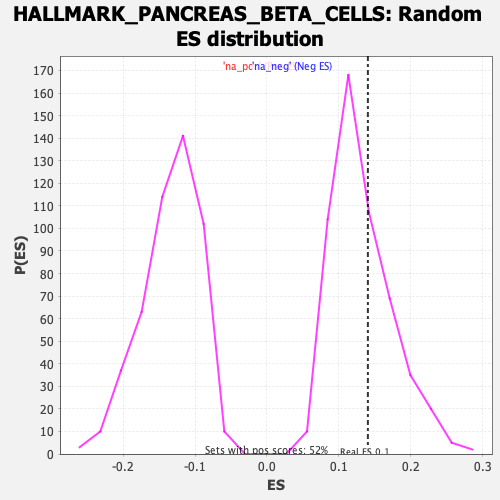 HALLMARK_PANCREAS_BETA_CELLS: Random
ES distribution
'na_pc'na_neg' (Neg ES)
170
160
150
140
130
120
110
100
90
80
70
60
50
40
30
20
10
0
P(ES)
Sets with pos scores: 52%
Real ES 0.1
-0.2 -0.1 0.0 0.1 0.2 0.3
ES